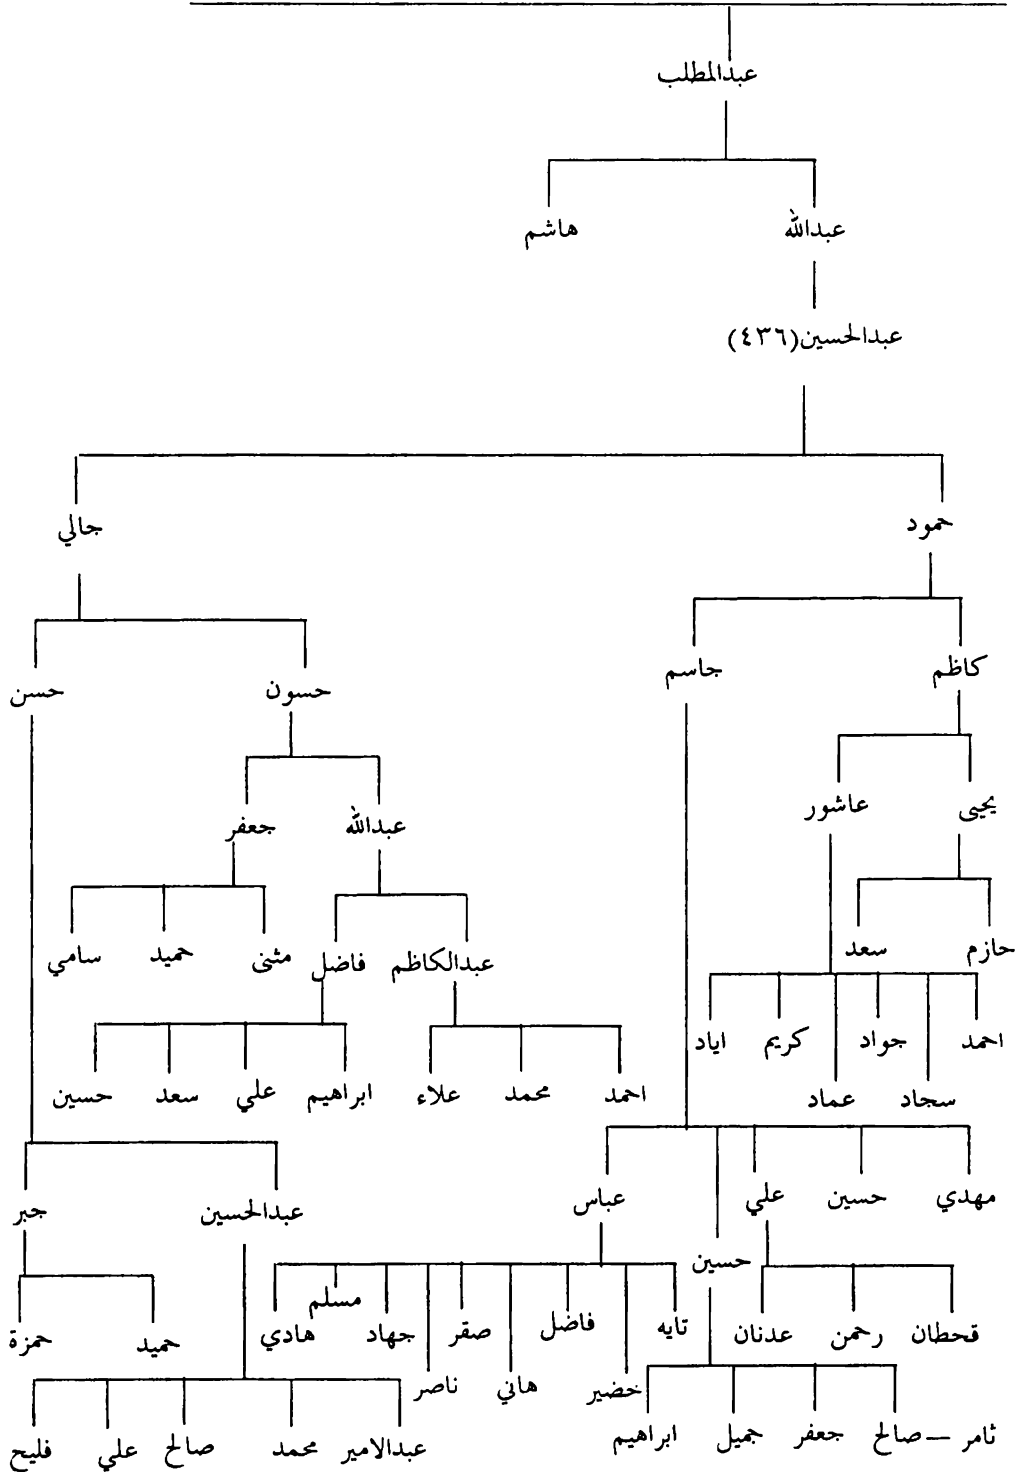 عبدالمطلب
عبدالله هاشم
عبدالحسين(٤٣٦)
حمود جالي
كاظم جاسم حسون حسن
يحيى عاشور عبدالله جعفر
حازم سعد عبدالكاظم فاضل مثنى حميد سامي
احمد جواد كريم اياد
سجاد عماد احمد محمد علاء ابراهيم علي سعد حسين
مهدي حسين علي عباس عبدالحسين جبر
حسين
قحطان رحمن عدنان تايه فاضل صقر جهاد مسلم هادي حميد حمزة
خضير هاني ناصر
ثامر — صالح جعفر جميل ابراهيم عبدالامير محمد صالح علي فليح